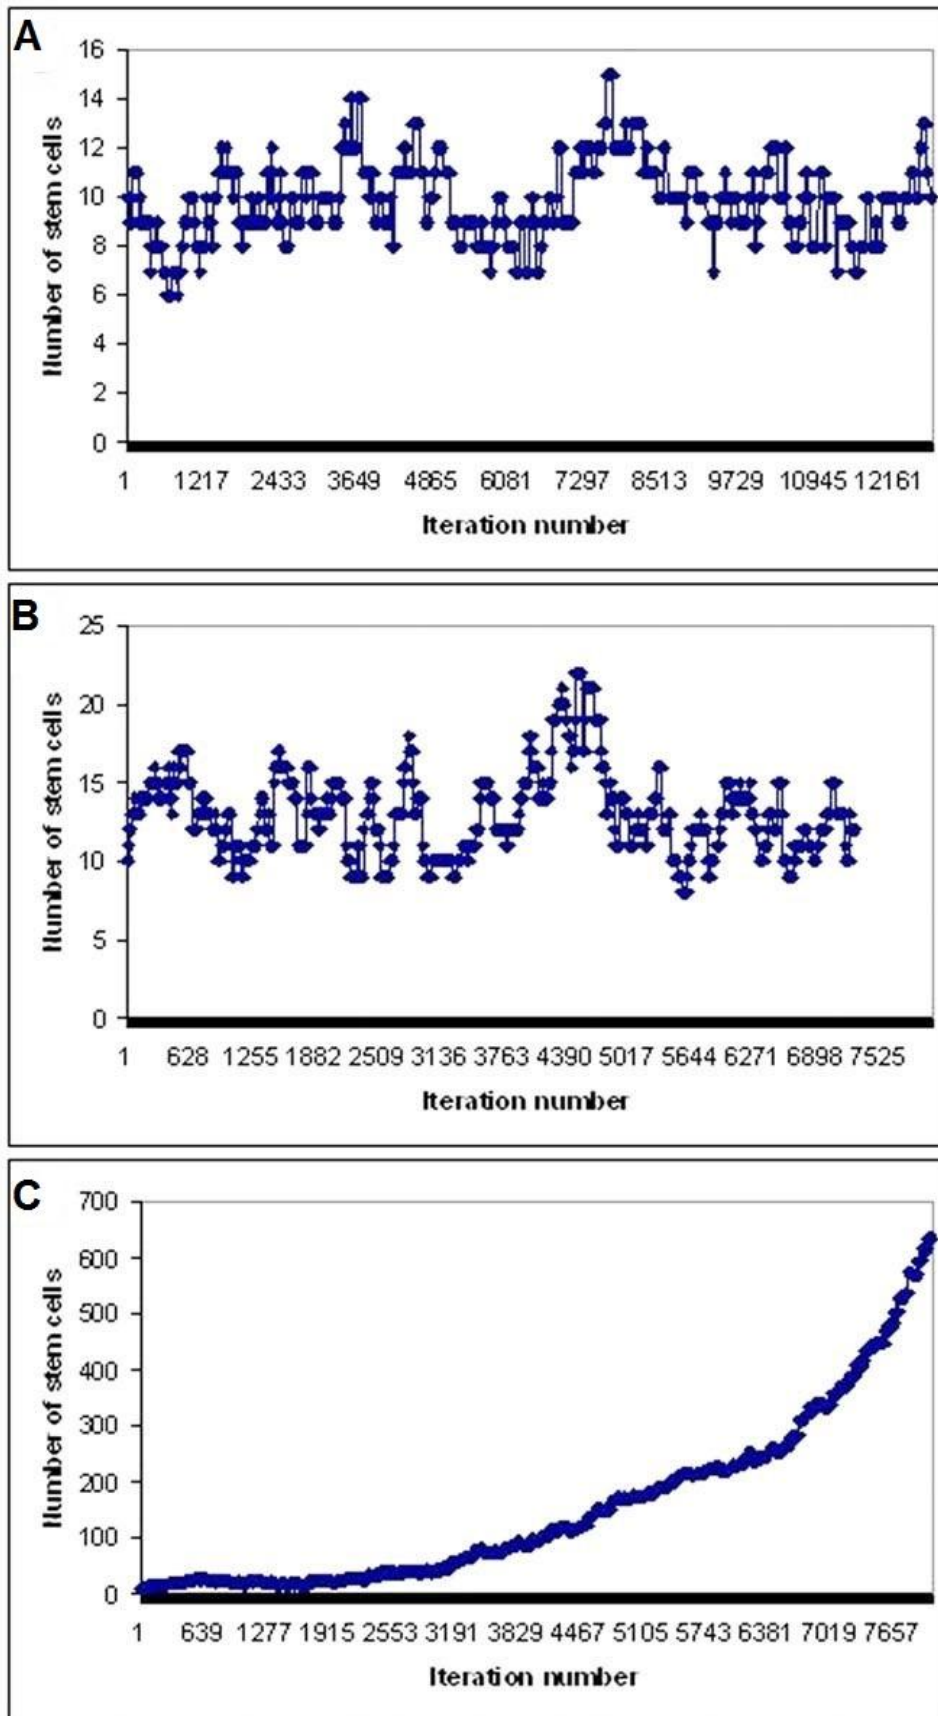 A
16
14
12
10
8
6
4
2
0
Number of stem cells
1 1217 2433 3649 4865 6081 7297 8513 9729 10945 12161
Iteration number
B
25
20
15
10
5
0
Number of stem cells
1 628 1255 1882 2509 3136 3763 4390 5017 5644 6271 6898 7525
Iteration number
C
700
600
500
400
300
200
100
0
Number of stem cells
1 639 1277 1915 2553 3191 3829 4467 5105 5743 6381 7019 7657
Iteration number